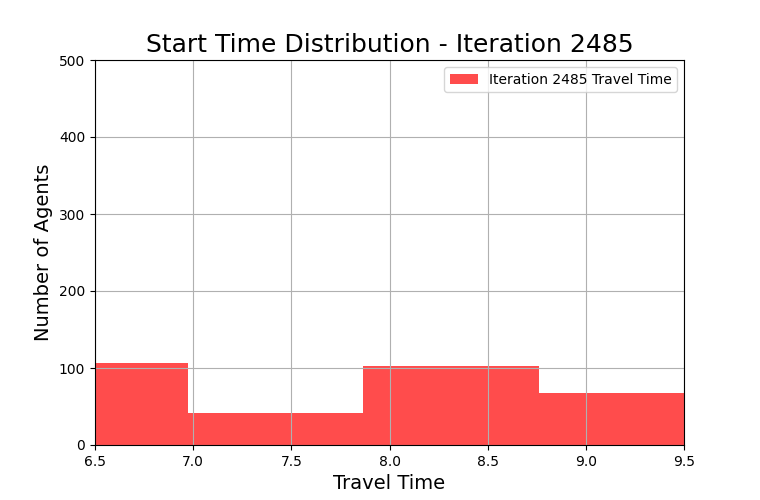 Start Time Distribution - Iteration 2485
Iteration 2485 Travel Time
Number of Agents
500
400
300
200
100
0
6.5 7.0 7.5 8.0 8.5 9.0 9.5
Travel Time